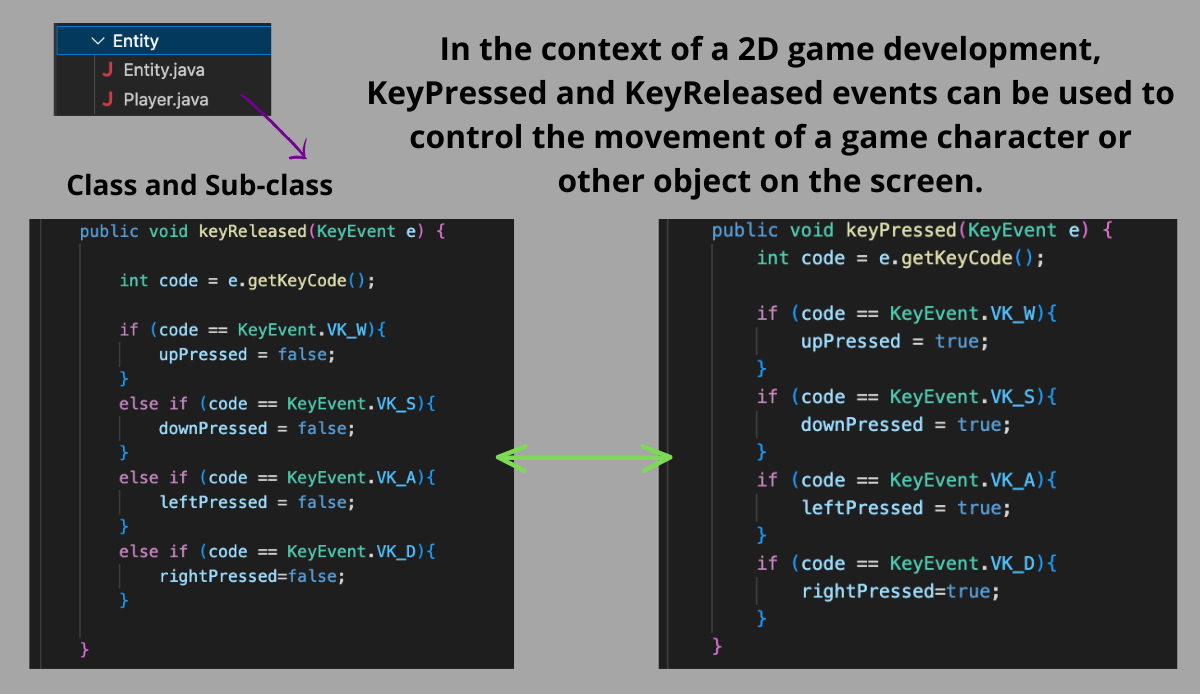 Entity
Entity.java
Player.java
In the context of a 2D game development,
KeyPressed and KeyReleased events can be used to
control the movement of a game character or
other object on the screen.
Class and Sub-class
public void keyReleased(KeyEvent e) {
int code = e.getKeyCode();
if (code == KeyEvent.VK_W){
upPressed = false;
}
else if (code == KeyEvent.VK_S){
downPressed = false;
}
else if (code == KeyEvent.VK_A){
leftPressed = false;
}
else if (code == KeyEvent.VK_D){
rightPressed=false;
}
}
public void keyPressed(KeyEvent e) {
int code = e.getKeyCode();
if (code == KeyEvent.VK_W){
upPressed = true;
}
if (code == KeyEvent.VK_S){
downPressed = true;
}
if (code == KeyEvent.VK_A){
leftPressed = true;
}
if (code == KeyEvent.VK_D){
rightPressed=true;
}
}